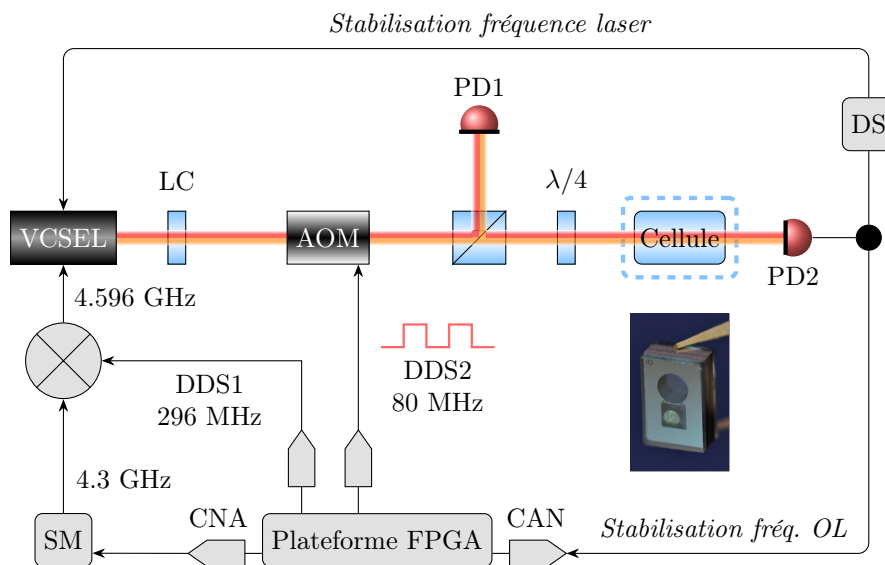 Stabilisation fréquence laser
PD1
DS
LC
λ/4
VCSEL
AOM
Cellule
PD2
4.596 GHz
DDS1
296 MHz
DDS2
80 MHz
4.3 GHz
CNA
CAN
Stabilisation fréq. OL
SM
Plateforme FPGA